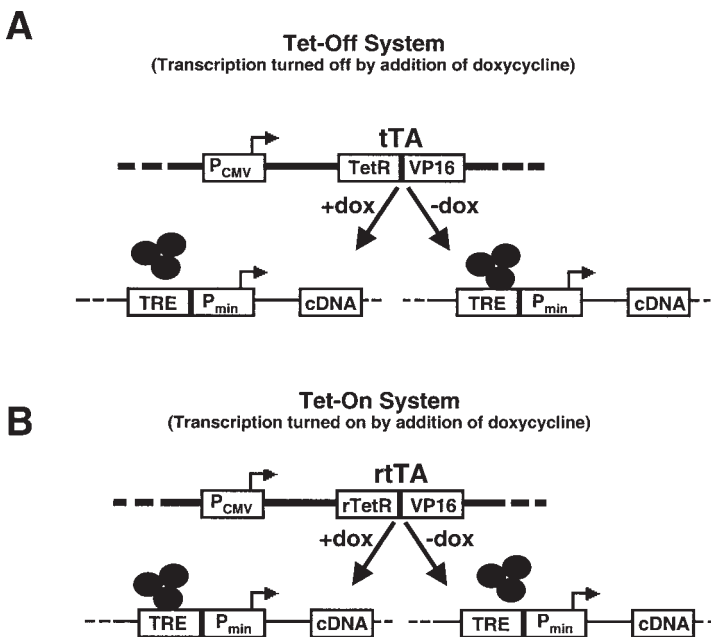 A
Tet-Off System
(Transcription turned off by addition of doxycycline)
tTA
PCMV TetR VP16
+dox -dox
TRE Pmin cDNA TRE Pmin cDNA
B
Tet-On System
(Transcription turned on by addition of doxycycline)
rtTA
PCMV rTetR VP16
+dox -dox
TRE Pmin cDNA TRE Pmin cDNA